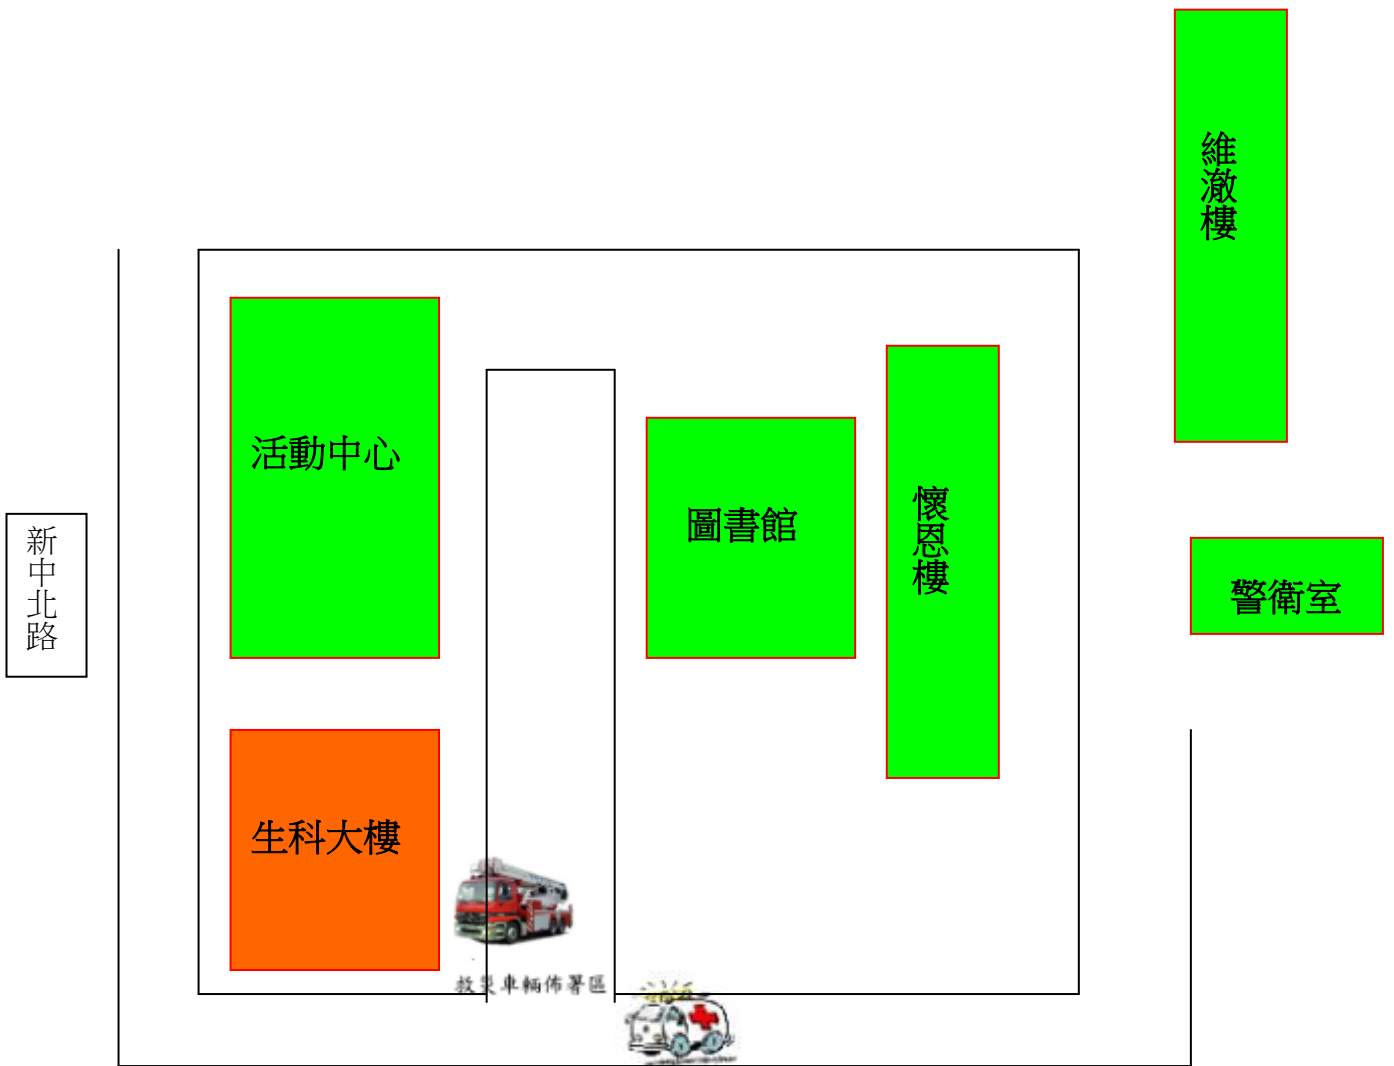 維澈樓
活動中心
圖書館
懷恩樓
新中北路
警衛室
生科大樓
救災車輛佈署區